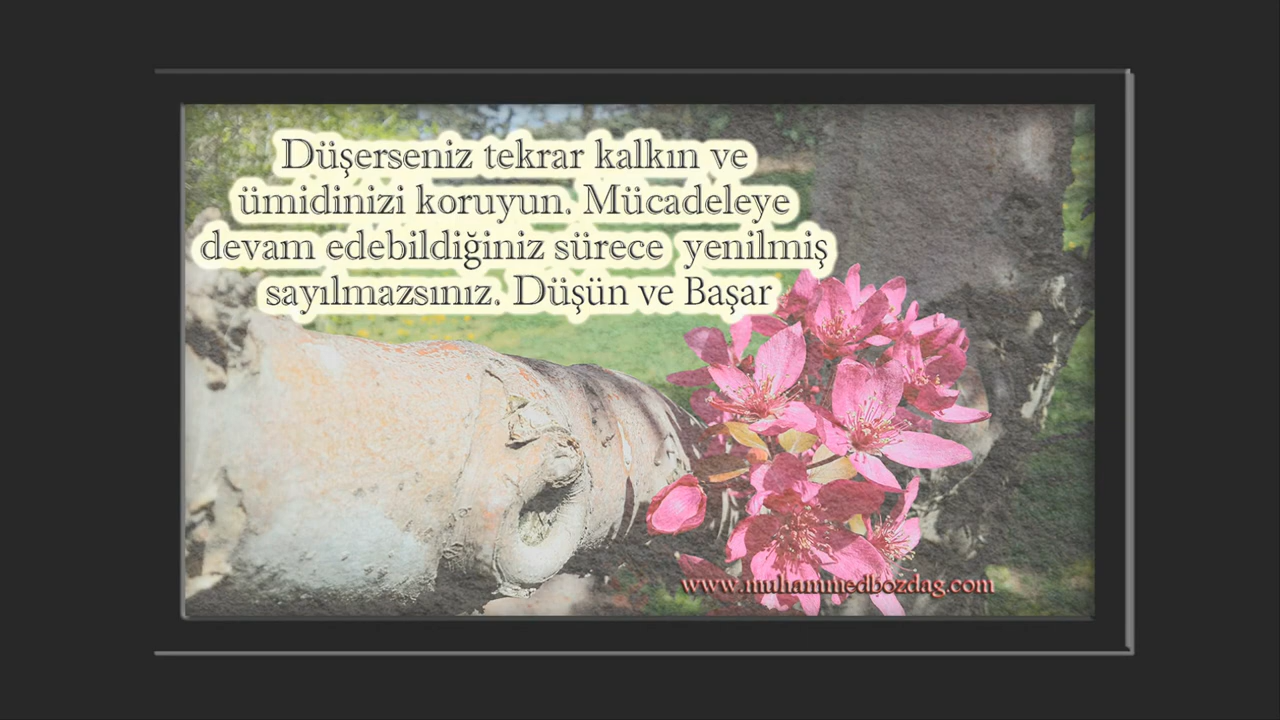 Düşerseniz tekrar kalkın ve
ümidinizi koruyun. Mücadeleye
devam edebildiğiniz sürece yenilmiş
sayılmazsınız. Düşün ve Başar
www.muhammedbozdag.com